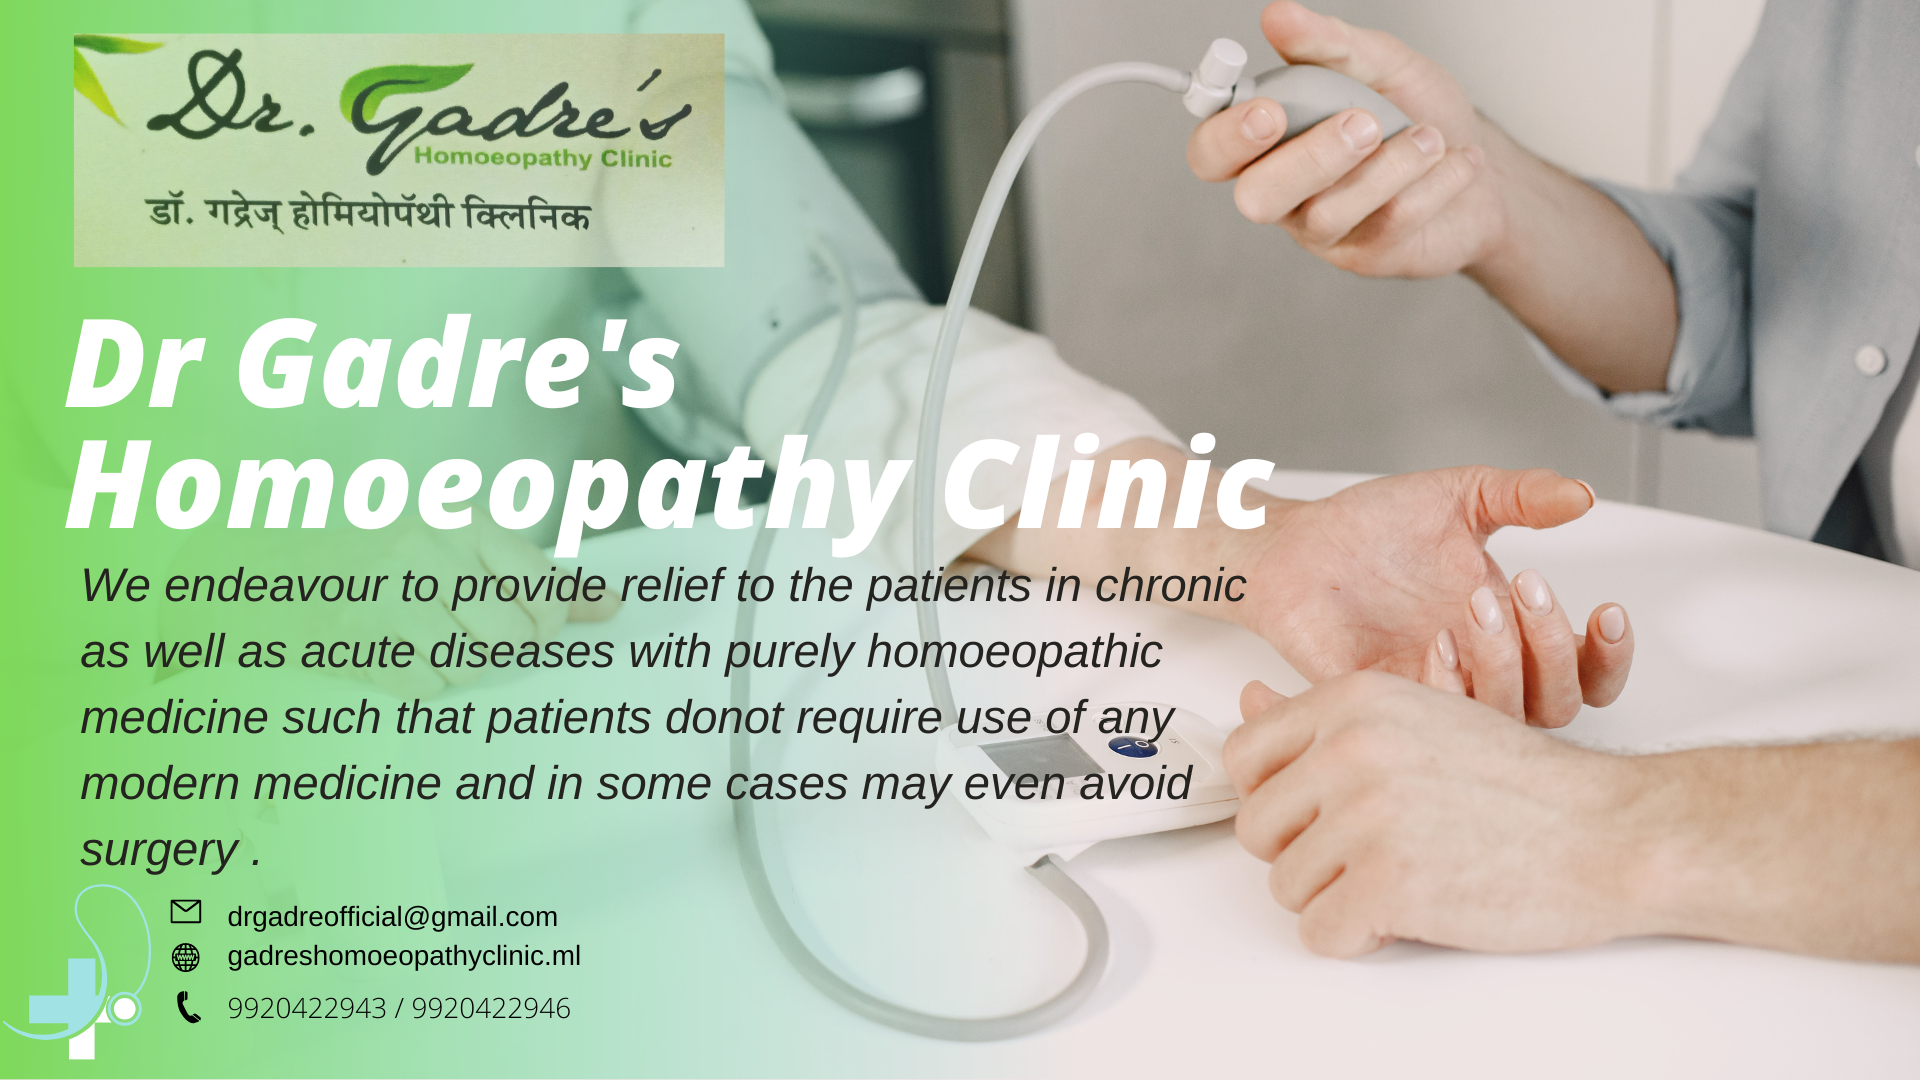 Dr. Gadre's
Homoeopathy Clinic
डॉ. गद्रेज् होमियोपॅथी क्लिनिक
Dr Gadre's
Homoeopathy Clinic
We endeavour to provide relief to the patients in chronic
as well as acute diseases with purely homoeopathic
medicine such that patients donot require use of any
modern medicine and in some cases may even avoid
surgery .
drgadreofficial@gmail.com
gadreshomoeopathyclinic.ml
9920422943 / 9920422946